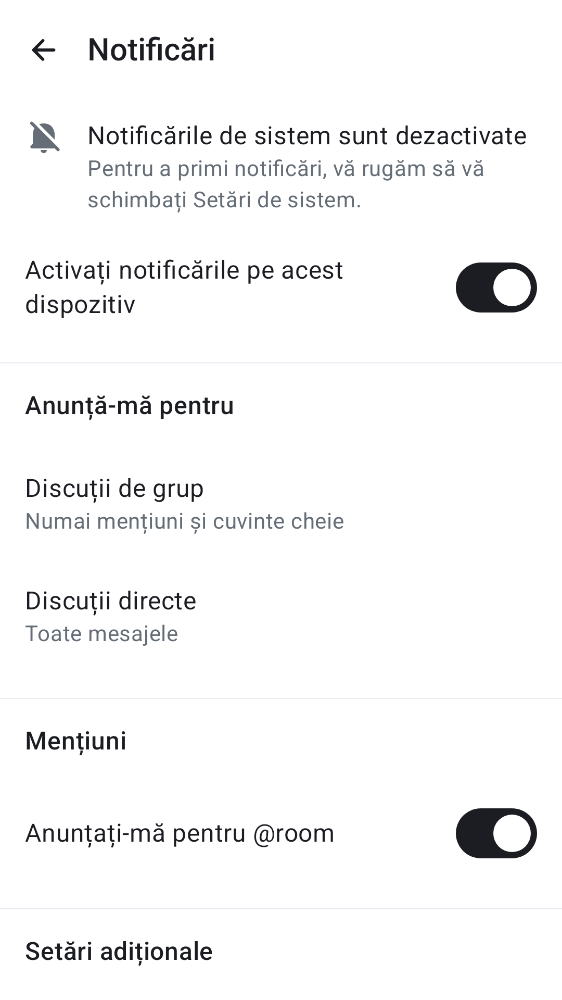 Notificări
Notificările de sistem sunt dezactivate
Pentru a primi notificări, vă rugăm să vă
schimbați Setări de sistem.
Activați notificările pe acest
dispozitiv
Anunță-mă pentru
Discuții de grup
Numai mențiuni și cuvinte cheie
Discuții directe
Toate mesajele
Mențiuni
Anunțați-mă pentru @room
Setări adiționale